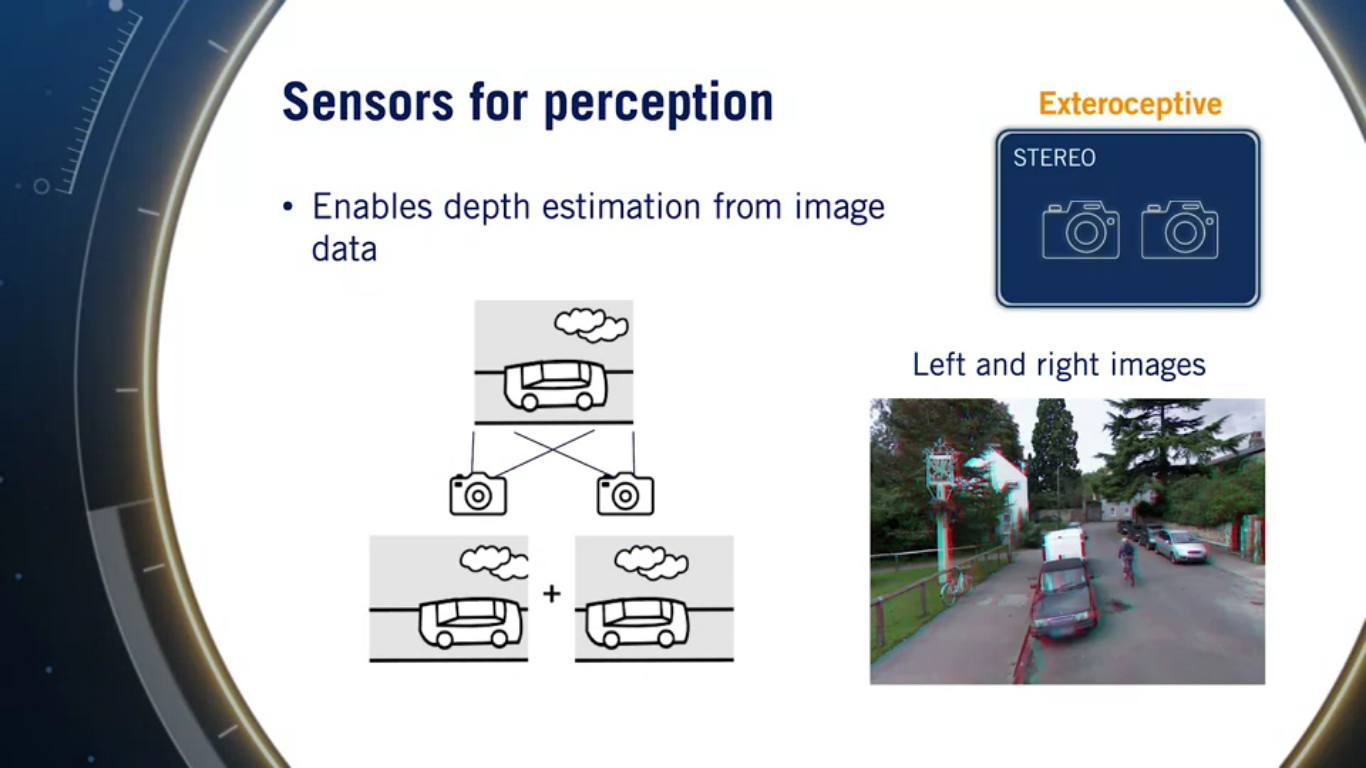 Sensors for perception
Exteroceptive
STEREO
• Enables depth estimation from image
data
Left and right images
+